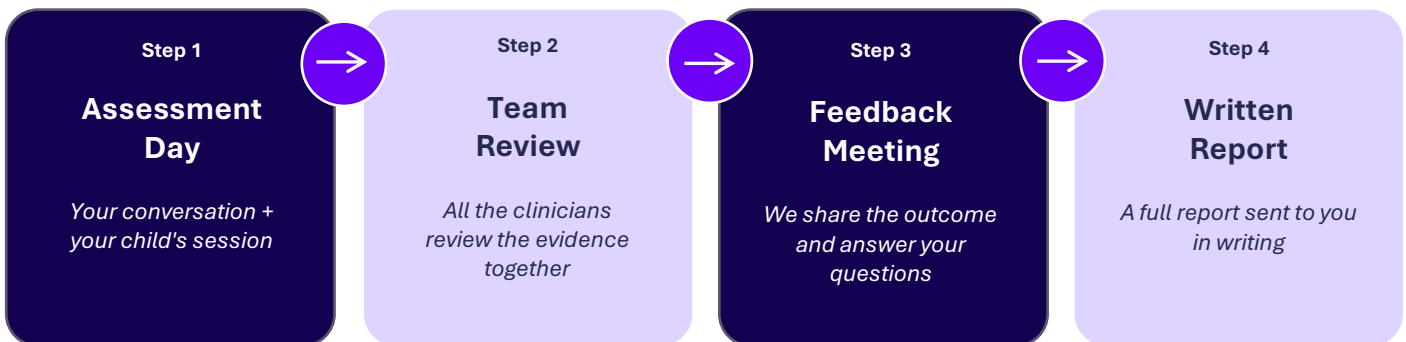 Step 1
Assessment
Day
Your conversation +
your child's session
Step 2
Team
Review
All the clinicians
review the evidence
together
Step 3
Feedback
Meeting
We share the outcome
and answer your
questions
Step 4
Written
Report
A full report sent to you
in writing